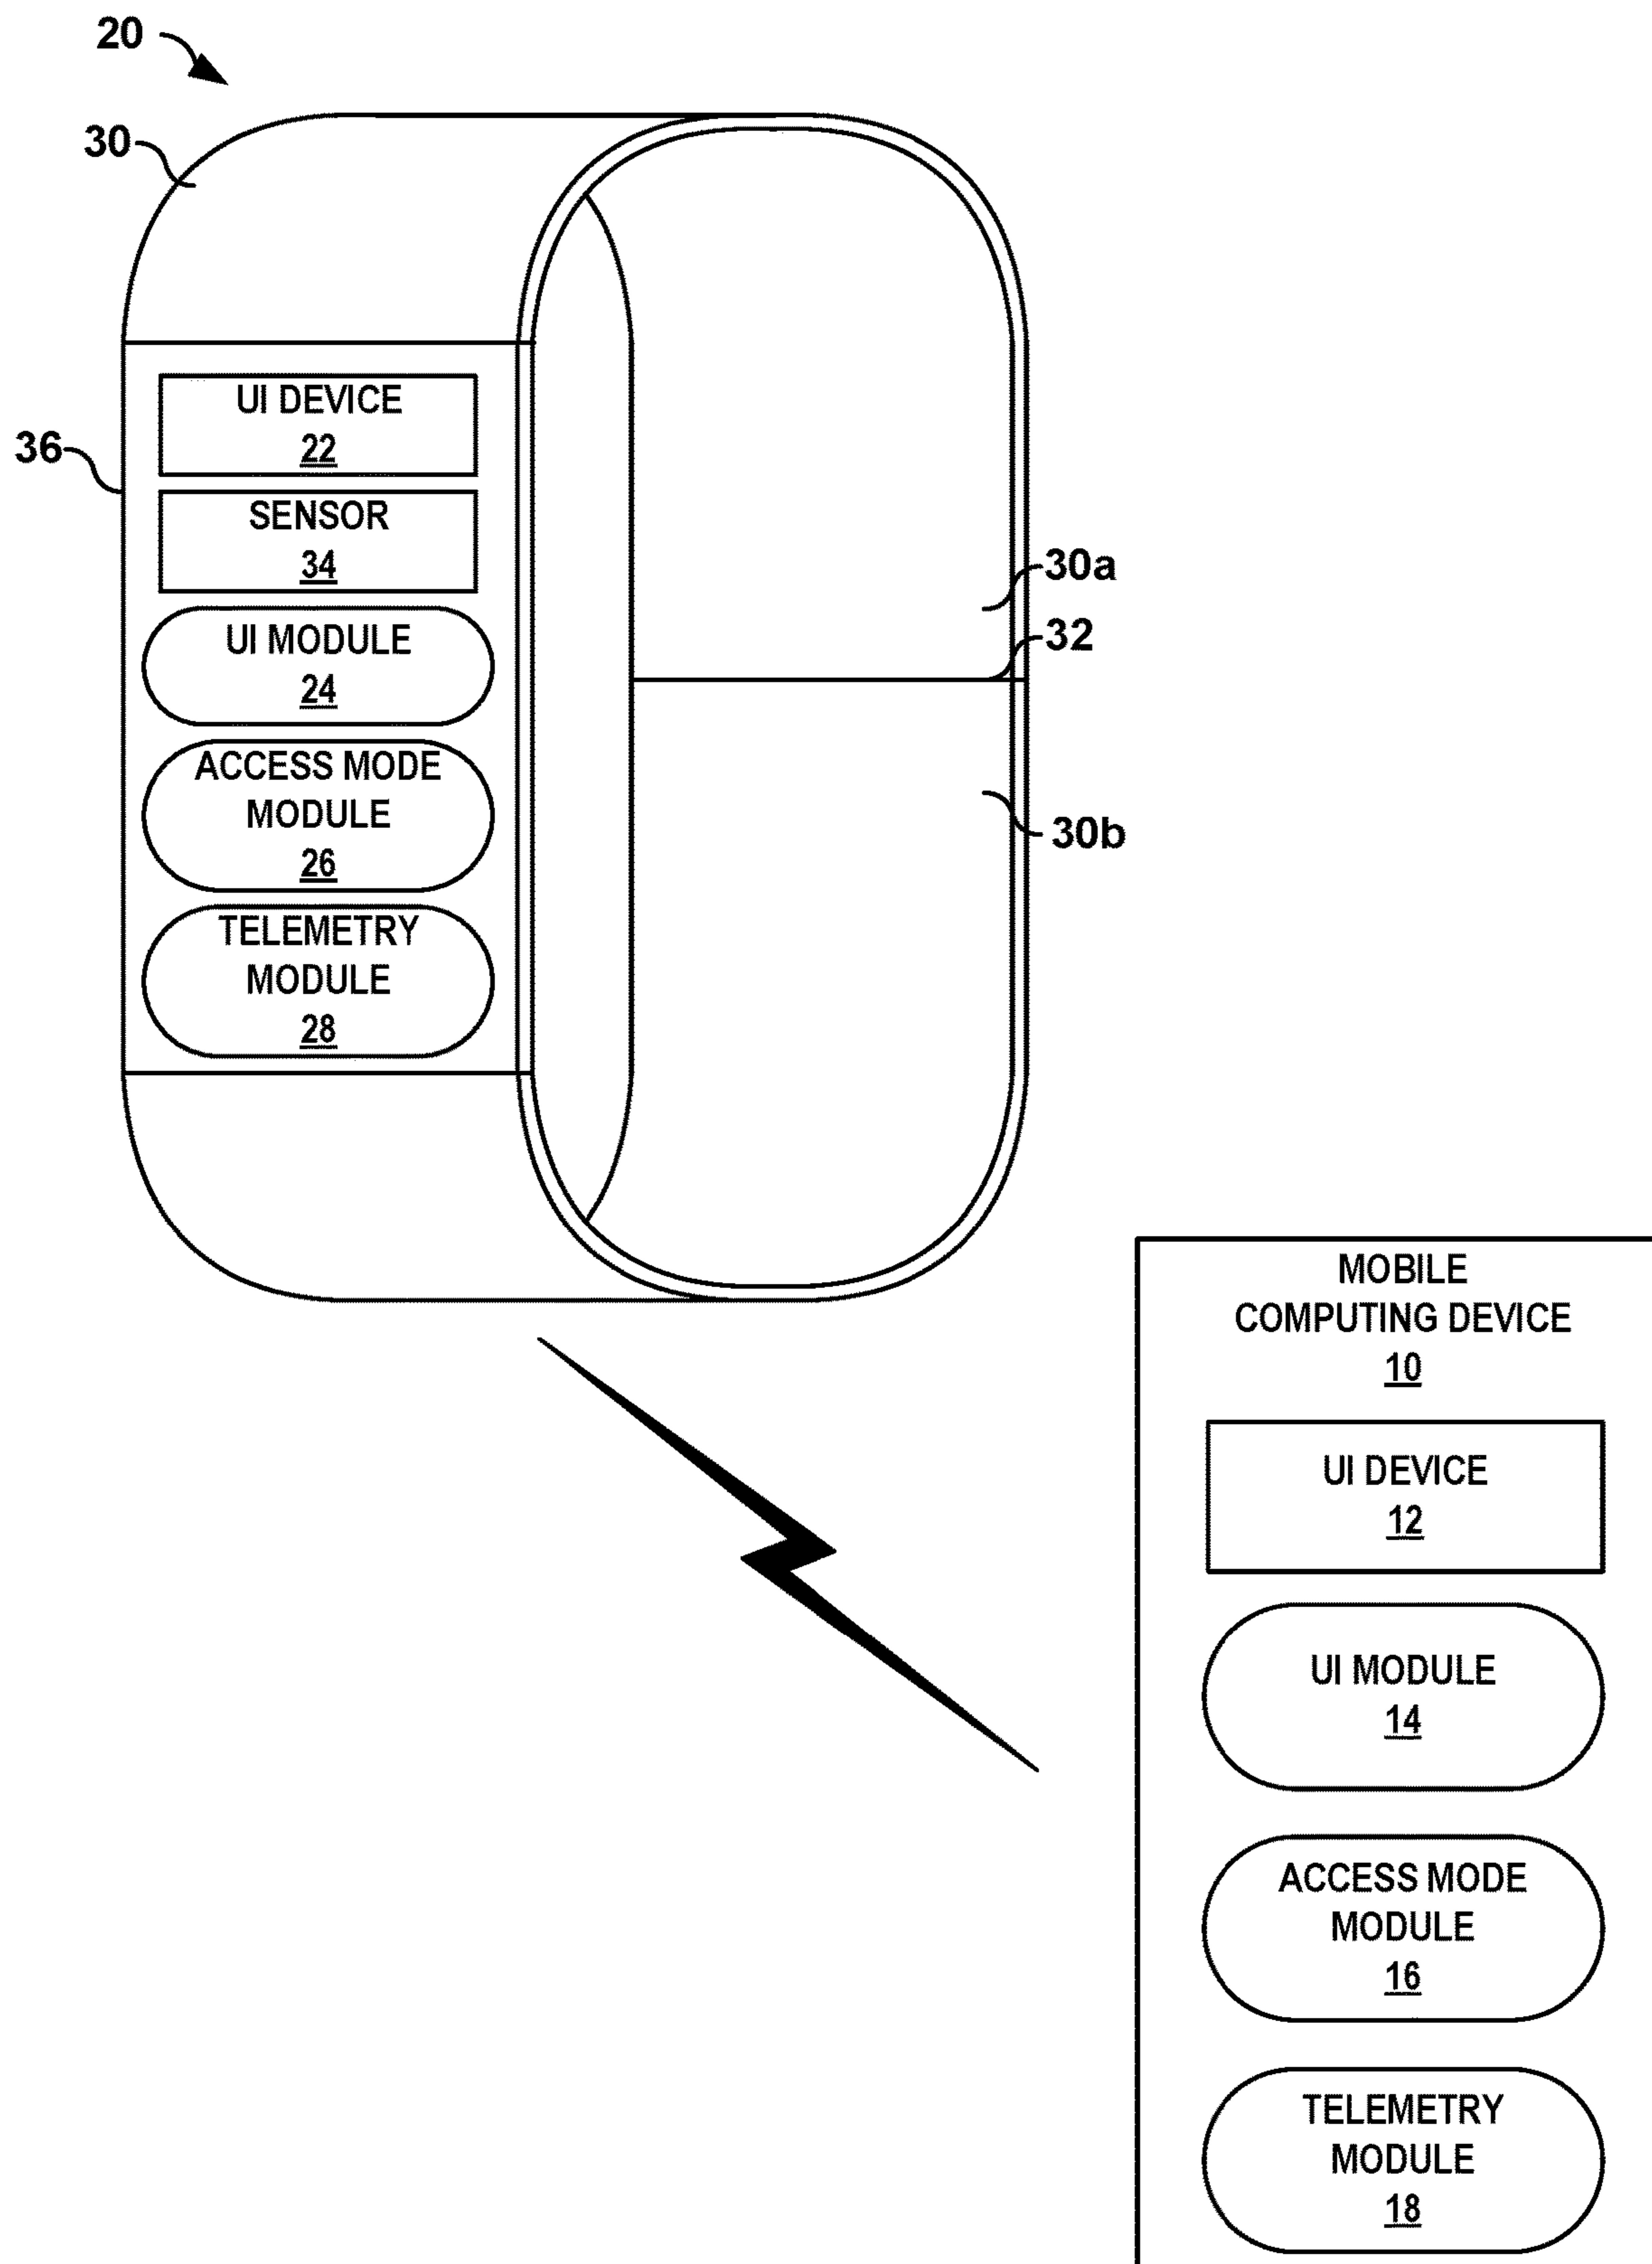 20
30
UI DEVICE
22
36
SENSOR
34
30a
UI MODULE
24
32
ACCESS MODE
MODULE
26
30b
TELEMETRY
MODULE
28
MOBILE
COMPUTING DEVICE
10
UI DEVICE
12
UI MODULE
14
ACCESS MODE
MODULE
16
TELEMETRY
MODULE
18